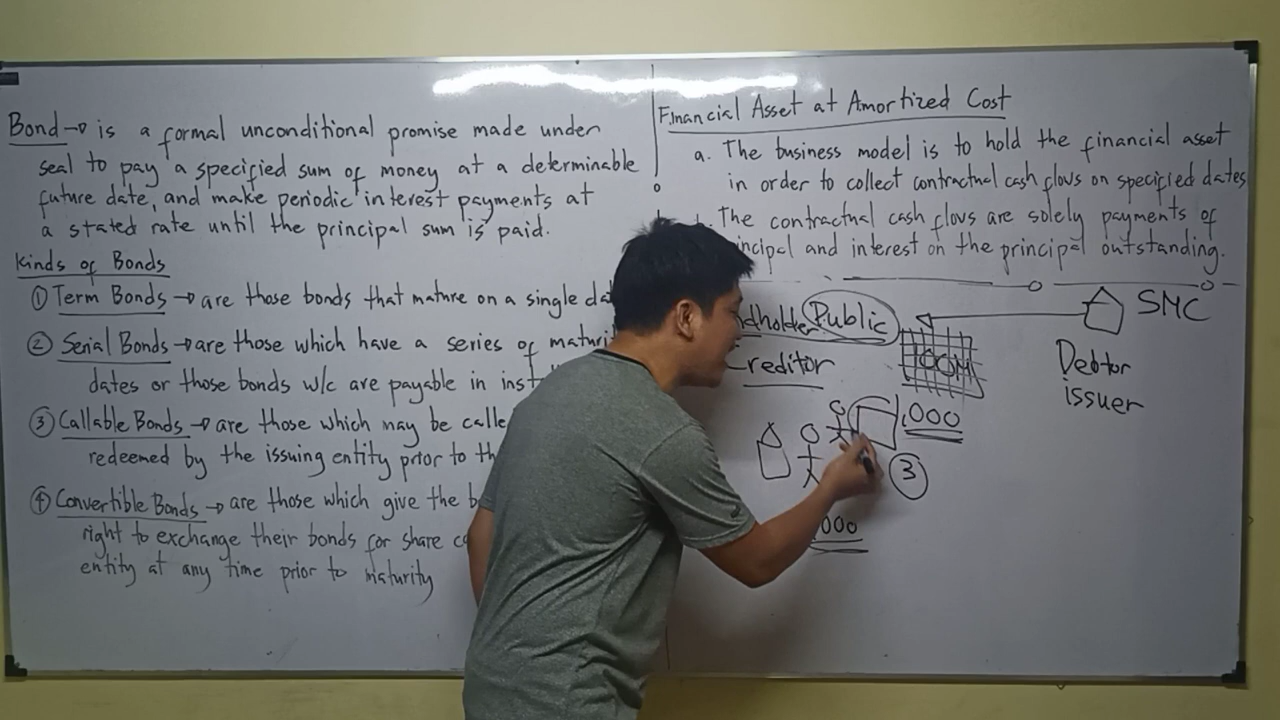 Bond → is a formal unconditional promise made under
seal to pay a specified sum of money at a determinable
future date, and make periodic interest payments at
a stated rate until the principal sum is paid.
Kinds of Bonds
① Term Bonds → are those bonds that mature on a single
② Serial Bonds → are those which have a series of
dates or those bonds w/c are payable in
③ Callable Bonds → are those which may be
redeemed by the issuing entity prior to
④ Convertible Bonds → are those which give the
right to exchange their bonds for share
entity at any time prior to maturity
Financial Asset at Amortized Cost
a. The business model is to hold the financial asset
in order to collect contractual cash flows on specified dates
The contractual cash flows are solely payments of
and interest on the principal outstanding.
Public
SMC
100M
Creditor
Debtor
issuer
,000
③
000